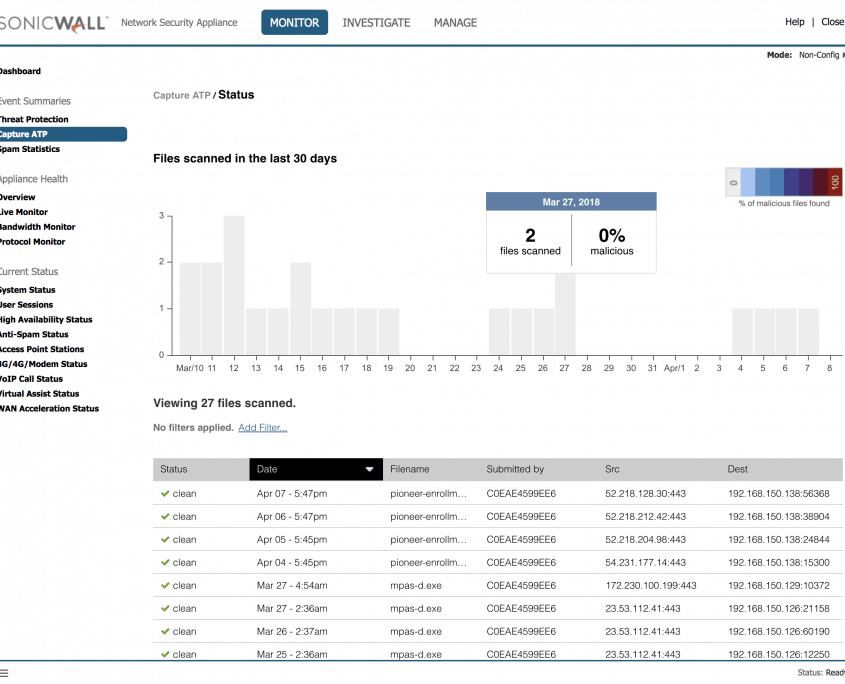 SONICWALL Network Security Appliance MONITOR INVESTIGATE MANAGE Help | Close
Mode: Non-Config
Dashboard
Event Summaries
Threat Protection
Capture ATP
Spam Statistics
Appliance Health
Overview
Live Monitor
Bandwidth Monitor
Protocol Monitor
Current Status
System Status
User Sessions
High Availability Status
Anti-Spam Status
Access Point Stations
3G/4G/Modem Status
VoIP Call Status
Virtual Assist Status
WAN Acceleration Status
Capture ATP / Status
Files scanned in the last 30 days
0 100
% of malicious files found
Mar 27, 2018
2 0%
files scanned malicious
3
2
1
0
Mar/10 11 12 13 14 15 16 17 18 19 20 21 22 23 24 25 26 27 28 29 30 31 Apr/1 2 3 4 5 6 7 8
Viewing 27 files scanned.
No filters applied. Add Filter...
Status Date Filename Submitted by Src Dest
clean Apr 07 - 5:47pm pioneer-enrollm... C0EAE4599EE6 52.218.128.30:443 192.168.150.138:56368
clean Apr 06 - 5:47pm pioneer-enrollm... C0EAE4599EE6 52.218.212.42:443 192.168.150.138:38904
clean Apr 05 - 5:45pm pioneer-enrollm... C0EAE4599EE6 52.218.204.98:443 192.168.150.138:24844
clean Apr 04 - 5:45pm pioneer-enrollm... C0EAE4599EE6 54.231.177.14:443 192.168.150.138:15300
clean Mar 27 - 4:54am mpas-d.exe C0EAE4599EE6 172.230.100.199:443 192.168.150.129:10372
clean Mar 27 - 2:36am mpas-d.exe C0EAE4599EE6 23.53.112.41:443 192.168.150.126:21158
clean Mar 26 - 2:37am mpas-d.exe C0EAE4599EE6 23.53.112.41:443 192.168.150.126:60190
clean Mar 25 - 2:36am mpas-d.exe C0EAE4599EE6 23.53.112.41:443 192.168.150.126:12250
Status: Ready